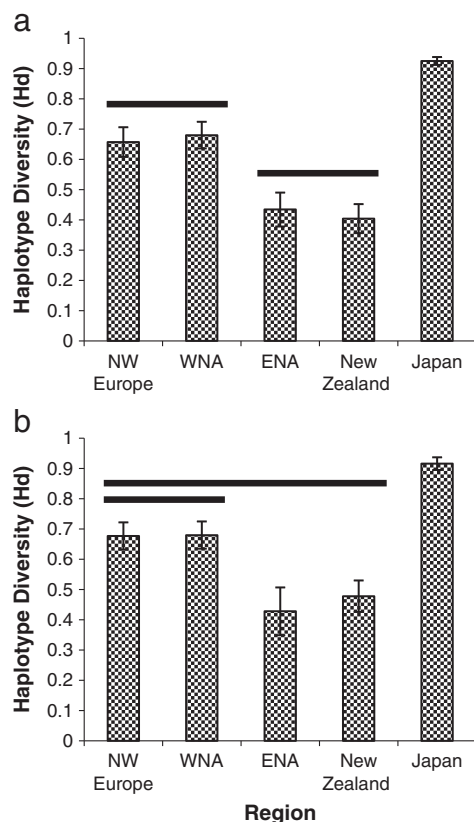 a
Haplotype Diversity (Hd)
1
0.9
0.8
0.7
0.6
0.5
0.4
0.3
0.2
0.1
0
NW Europe
WNA
ENA
New Zealand
Japan
b
Haplotype Diversity (Hd)
1
0.9
0.8
0.7
0.6
0.5
0.4
0.3
0.2
0.1
0
NW Europe
WNA
ENA
New Zealand
Japan
Region